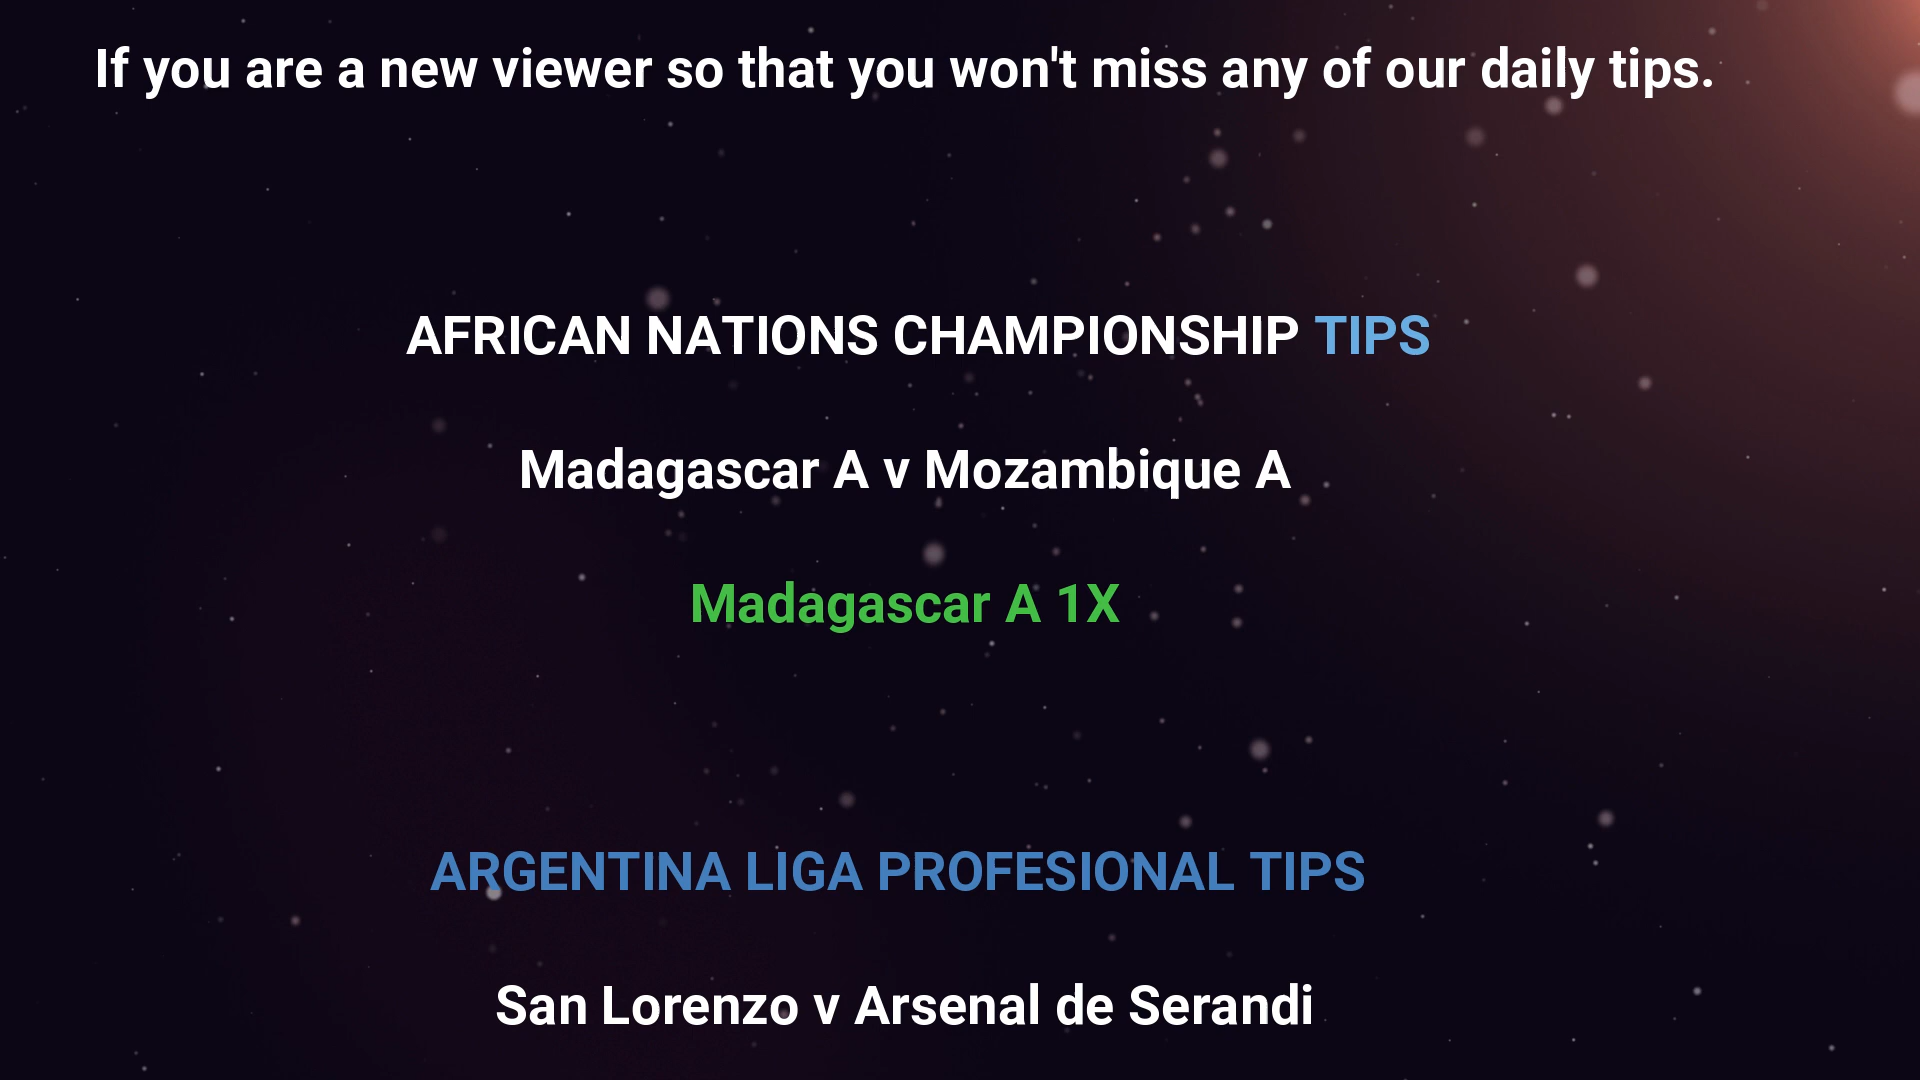 If you are a new viewer so that you won't miss any of our daily tips.
AFRICAN NATIONS CHAMPIONSHIP TIPS
Madagascar A v Mozambique A
Madagascar A 1X
ARGENTINA LIGA PROFESIONAL TIPS
San Lorenzo v Arsenal de Serandi